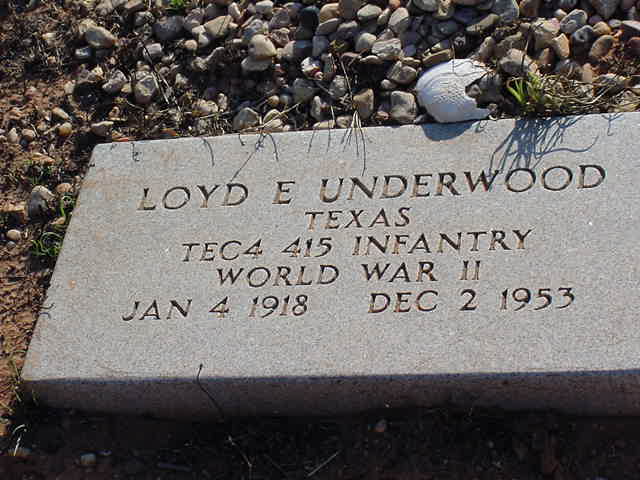 LOYD E UNDERWOOD
TEXAS
TEC4 415 INFANTRY
WORLD WAR II
JAN 4 1918 DEC 2 1953